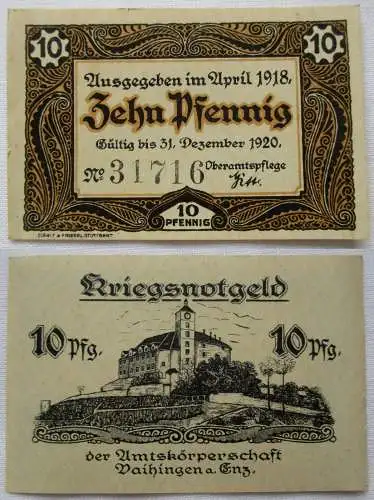 10 10
Ausgegeben im April 1918.
Zehn Pfennig
Gültig bis 31. Dezember 1920.
No 31716 Oberamtspflege
10
PFENNIG
STUTTGART
Kriegsnotgeld
10 Pfg. 10 Pfg.
der Amtskörperschaft
Vaihingen a. Enz.